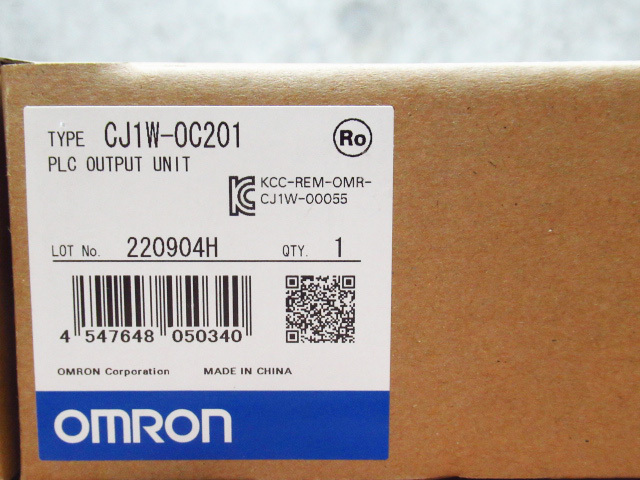 TYPE CJ1W-OC201
Ro
PLC OUTPUT UNIT
KCC-REM-OMR-
CJ1W-00055
LOT No. 220904H QTY. 1
4 547648 050340
OMRON Corporation MADE IN CHINA
OMRON